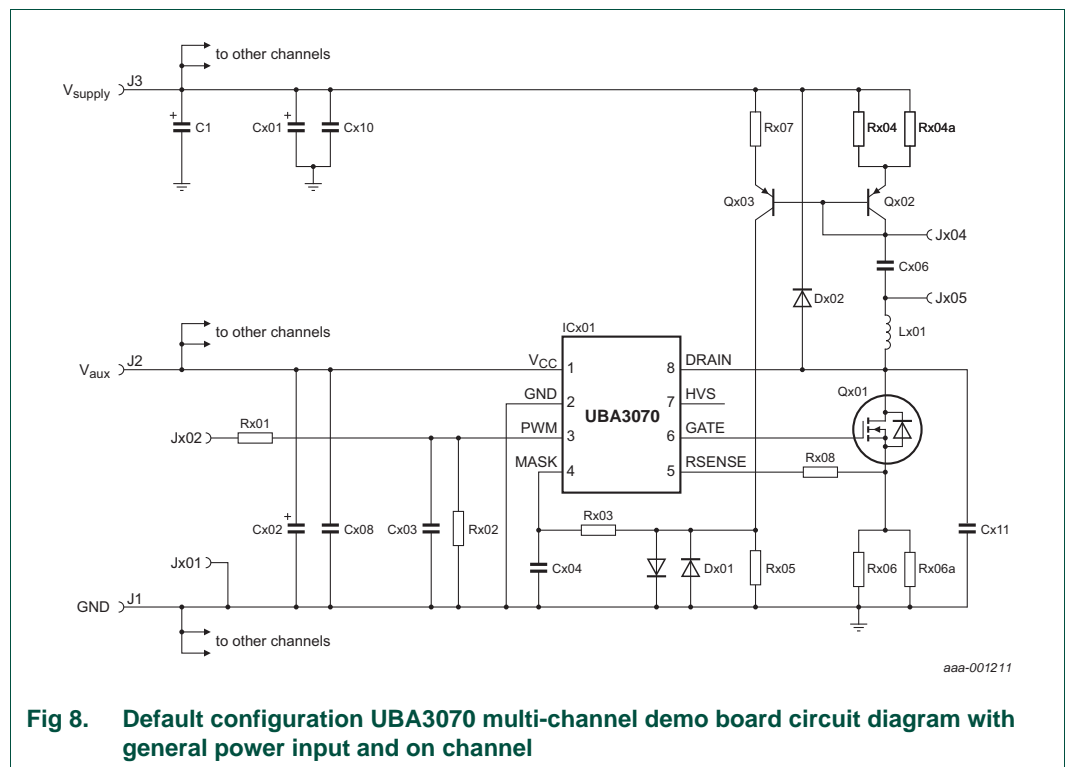 to other channels
Vsupply J3
+ C1
+ Cx01
Cx10
Rx07
Rx04
Rx04a
Qx03
Qx02
Jx04
Cx06
Jx05
Dx02
Lx01
to other channels
ICx01
Vaux J2
VCC 1
8 DRAIN
GND 2
7 HVS
UBA3070
Qx01
Jx02 Rx01
PWM 3
6 GATE
MASK 4
5 RSENSE
Rx08
Rx03
+ Cx02
Cx08
Cx03
Rx02
Cx04
Dx01
Rx05
Rx06
Rx06a
Cx11
Jx01
GND J1
to other channels
aaa-001211
Fig 8. Default configuration UBA3070 multi-channel demo board circuit diagram with
general power input and on channel